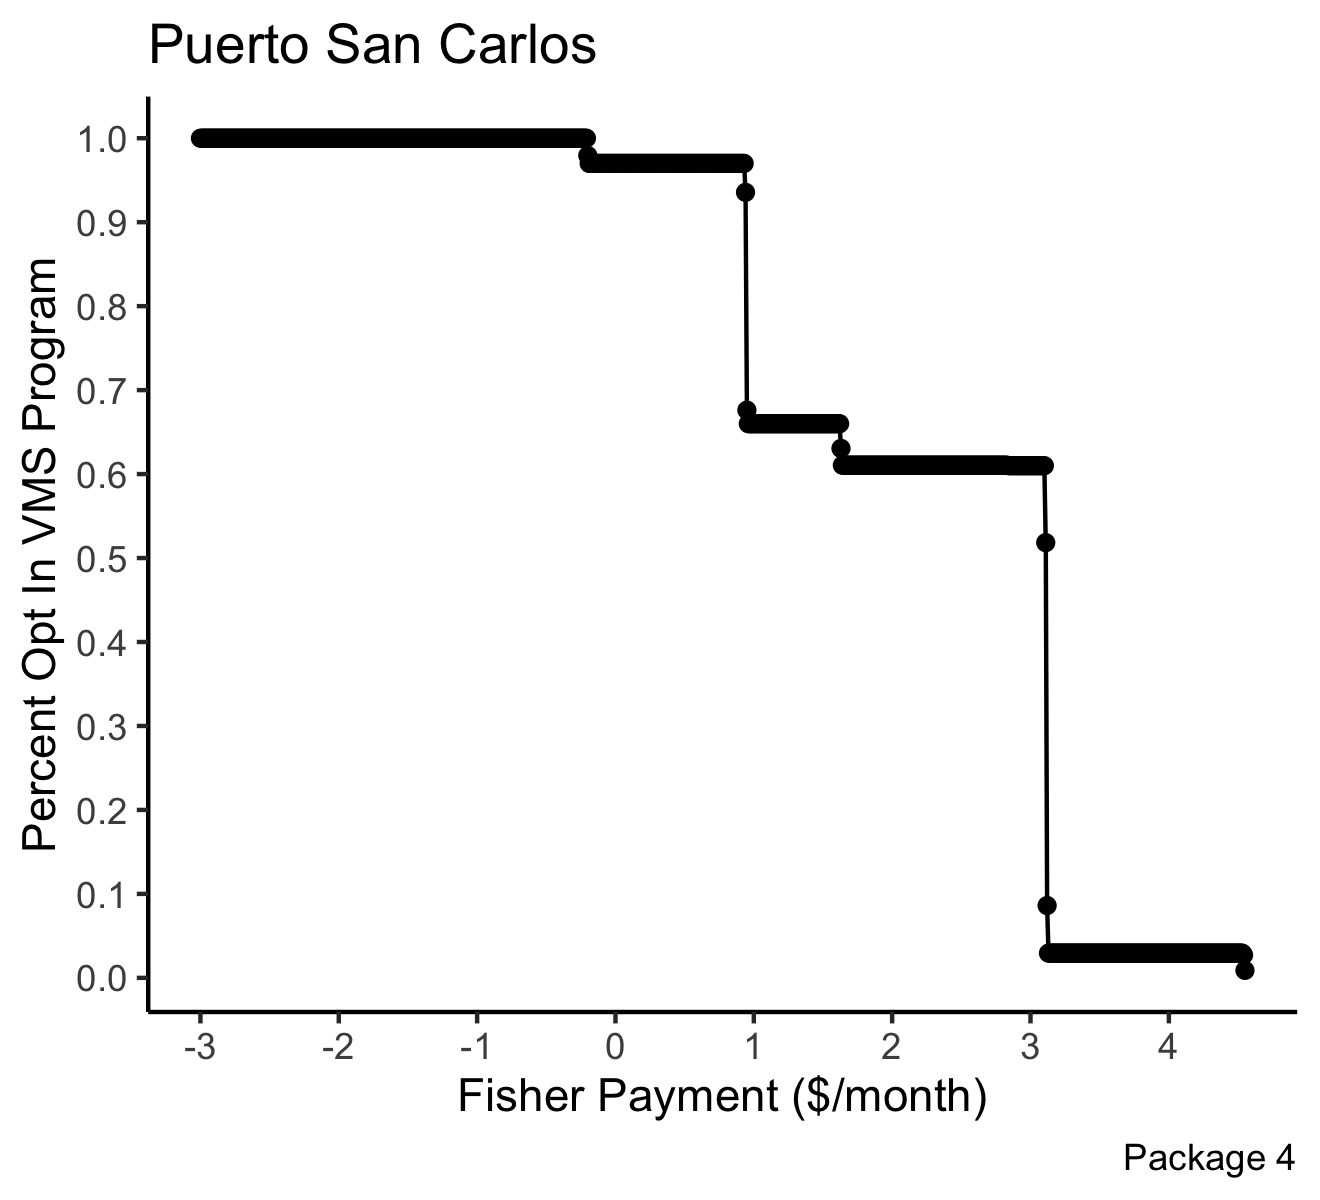 Puerto San Carlos
Percent Opt In VMS Program
1.0
0.9
0.8
0.7
0.6
0.5
0.4
0.3
0.2
0.1
0.0
-3 -2 -1 0 1 2 3 4
Fisher Payment ($/month)
Package 4